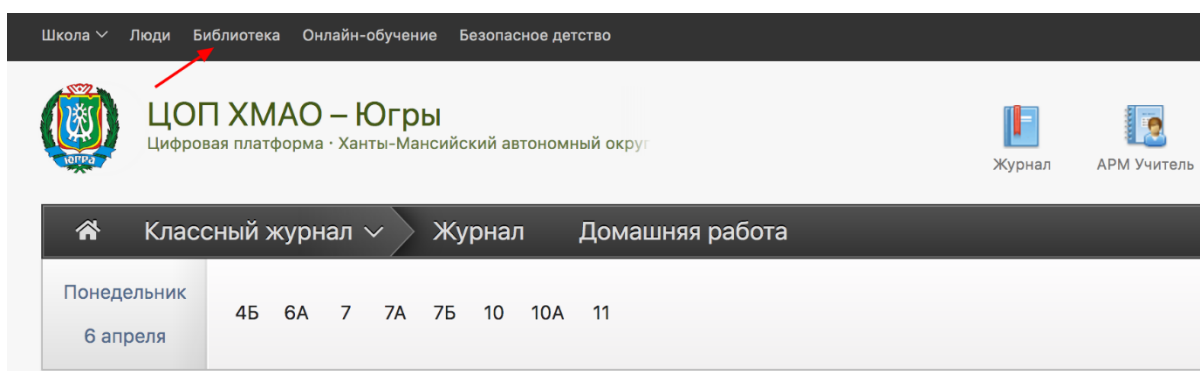 Школа Люди Библиотека Онлайн-обучение Безопасное детство
ЦОП ХМАО – Югры
Цифровая платформа · Ханты-Мансийский автономный округ
ЮГРА
Журнал АРМ Учитель
Классный журнал Журнал Домашняя работа
Понедельник
6 апреля
4Б 6А 7 7А 7Б 10 10А 11